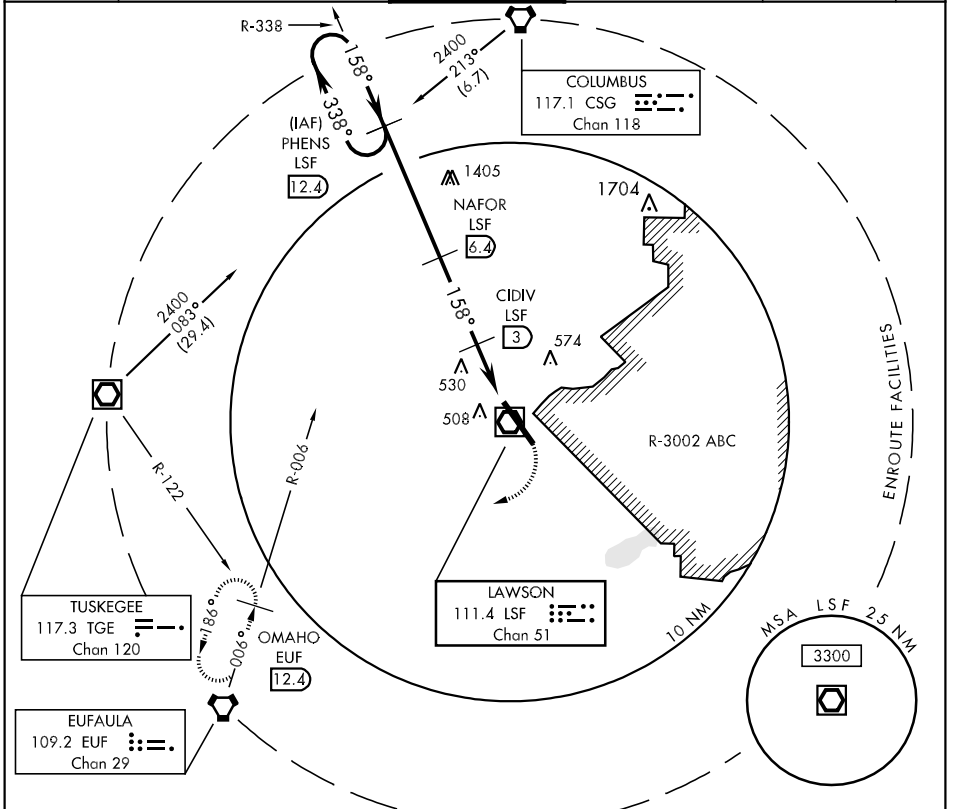 R-338
2400
213°
(6.7)
COLUMBUS
117.1 CSG
Chan 118
158°
338°
(IAF)
PHENS
LSF
12.4
1405
1704
NAFOR
LSF
6.4
158°
CIDIV
LSF
3
574
530
508
2400
083°
(29.4)
R-122
R-006
R-3002 ABC
ENROUTE FACILITIES
TUSKEGEE
117.3 TGE
Chan 120
186°
006°
OMAHO
EUF
12.4
LAWSON
111.4 LSF
Chan 51
10 NM
EUFAULA
109.2 EUF
Chan 29
MSA LSF 25 NM
3300